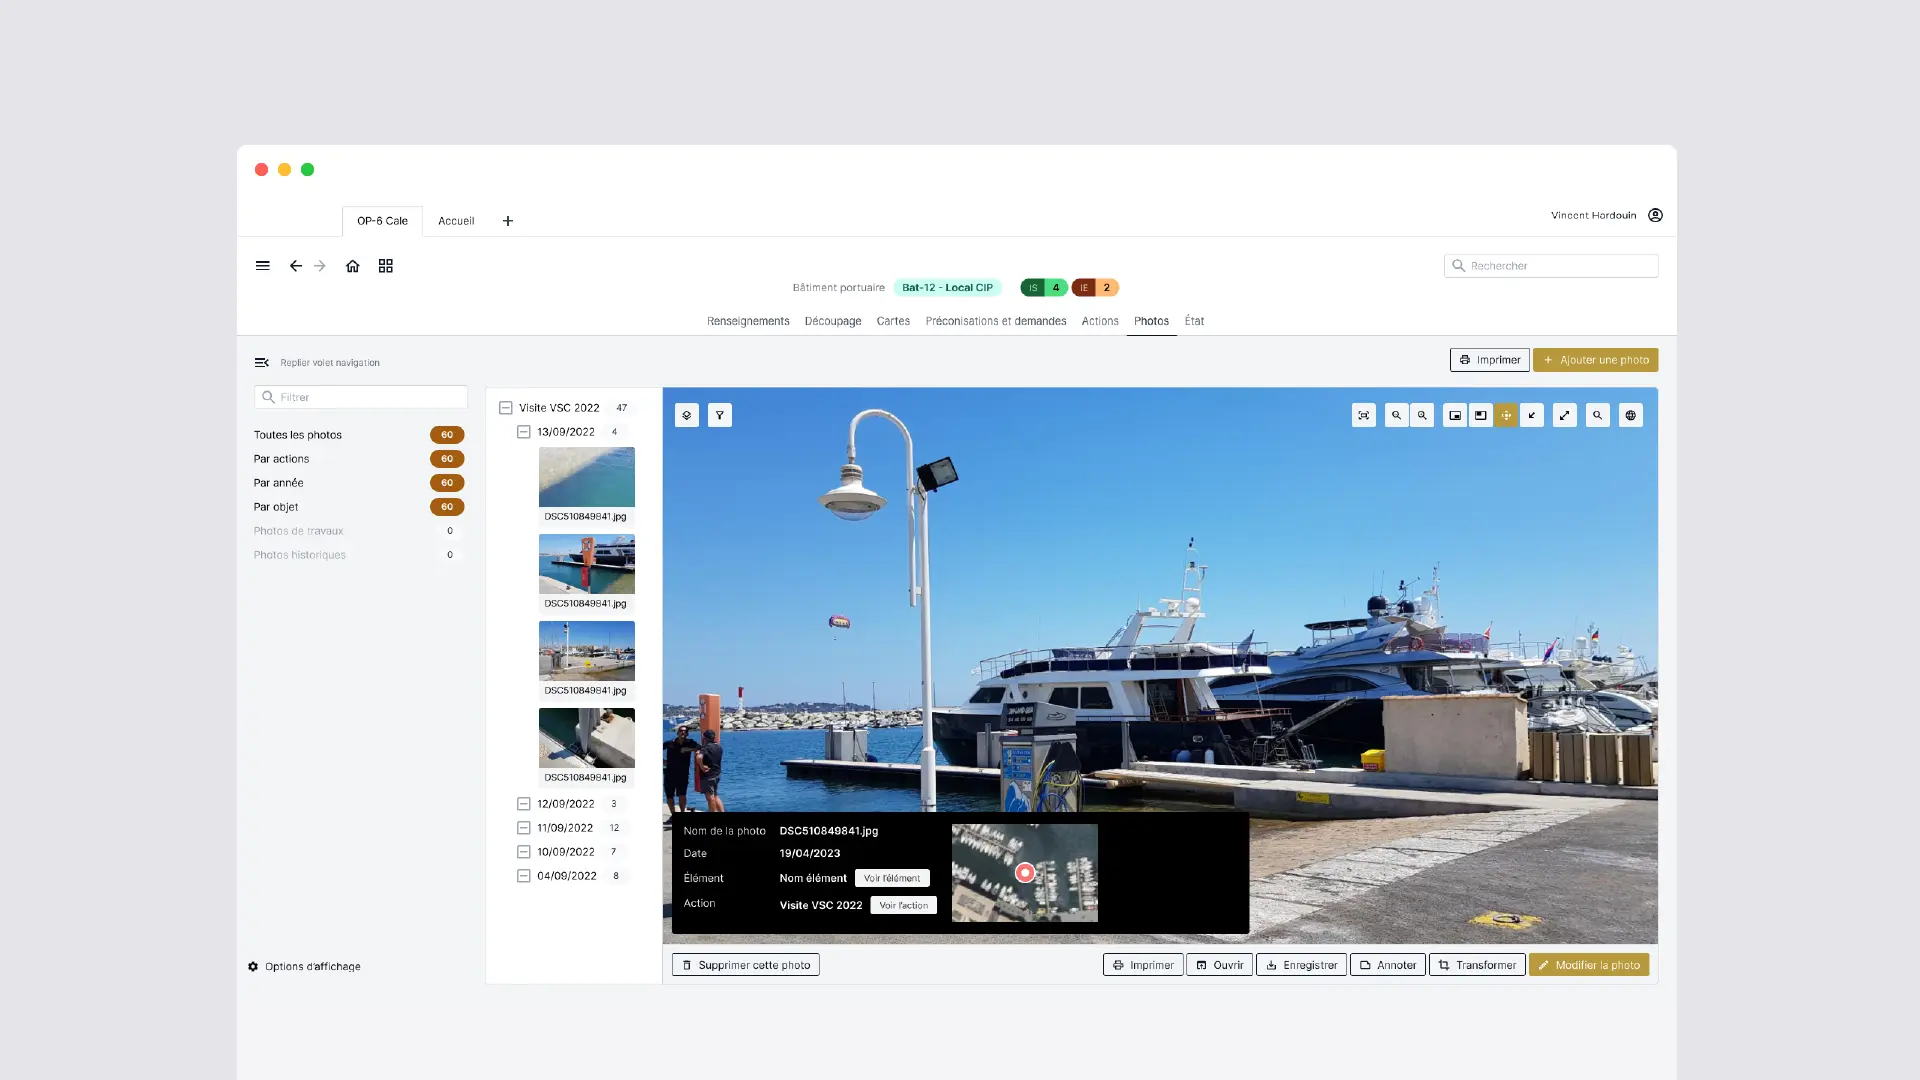 OP-6 Cale
Accueil
Vincent Hardouin
Rechercher
Bâtiment portuaire
Bat-12 - Local CIP
IS 4
IE 2
Renseignements
Découpage
Cartes
Préconisations et demandes
Actions
Photos
État
Replier volet navigation
Imprimer
Ajouter une photo
Filtrer
Toutes les photos 60
Par actions 60
Par année 60
Par objet 60
Photos de travaux 0
Photos historiques 0
Options d'affichage
Visite VSC 2022 47
13/09/2022 4
DSC510849841.jpg
DSC510849841.jpg
DSC510849841.jpg
DSC510849841.jpg
12/09/2022 3
11/09/2022 12
10/09/2022 7
04/09/2022 8
Nom de la photo DSC510849841.jpg
Date 19/04/2023
Élément Nom élément Voir l'élément
Action Visite VSC 2022 Voir l'action
Supprimer cette photo
Imprimer
Ouvrir
Enregistrer
Annoter
Transformer
Modifier la photo